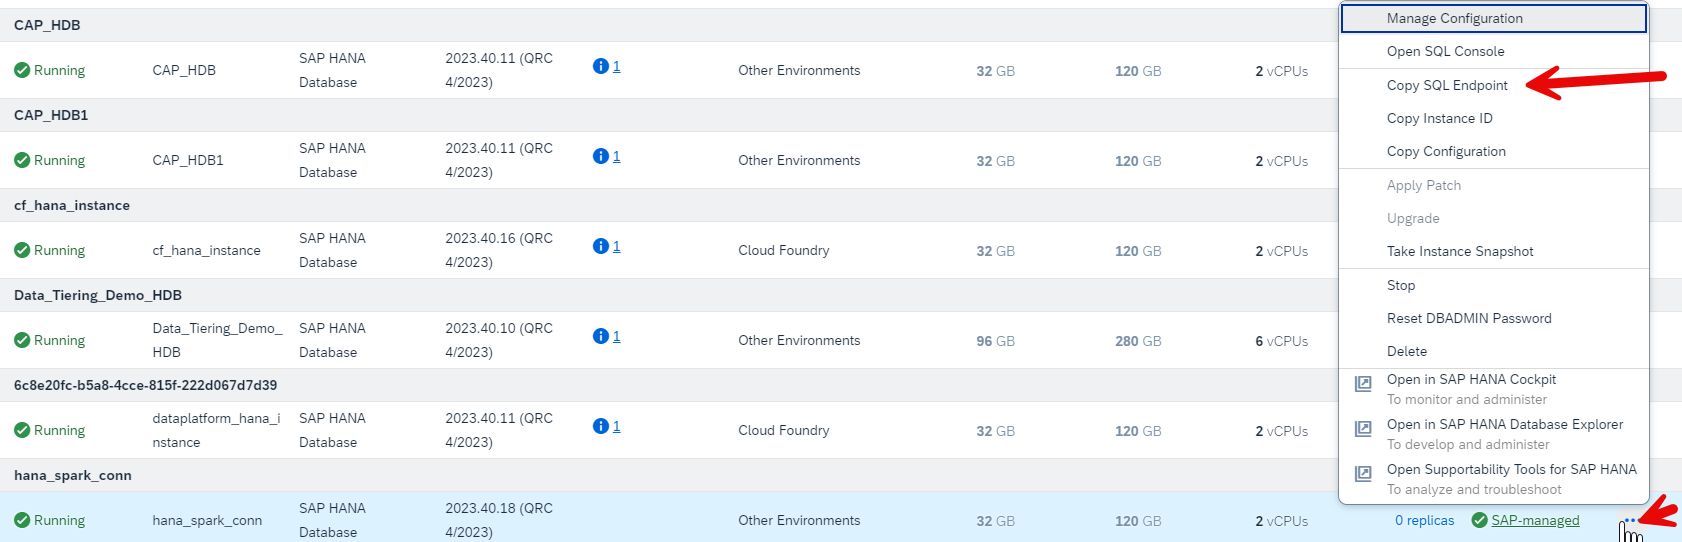 CAP_HDB
Running
CAP_HDB
SAP HANA
Database
2023.40.11 (QRC
4/2023)
1
Other Environments
32 GB
120 GB
2 vCPUs
CAP_HDB1
Running
CAP_HDB1
SAP HANA
Database
2023.40.11 (QRC
4/2023)
1
Other Environments
32 GB
120 GB
2 vCPUs
cf_hana_instance
Running
cf_hana_instance
SAP HANA
Database
2023.40.16 (QRC
4/2023)
1
Cloud Foundry
32 GB
120 GB
2 vCPUs
Data_Tiering_Demo_HDB
Running
Data_Tiering_Demo_
HDB
SAP HANA
Database
2023.40.10 (QRC
4/2023)
1
Other Environments
96 GB
280 GB
6 vCPUs
6c8e20fc-b5a8-4cce-815f-222d067d7d39
Running
dataplatform_hana_i
nstance
SAP HANA
Database
2023.40.11 (QRC
4/2023)
1
Cloud Foundry
32 GB
120 GB
2 vCPUs
hana_spark_conn
Running
hana_spark_conn
SAP HANA
Database
2023.40.18 (QRC
4/2023)
Other Environments
32 GB
120 GB
2 vCPUs
0 replicas
SAP-managed
Manage Configuration
Open SQL Console
Copy SQL Endpoint
Copy Instance ID
Copy Configuration
Apply Patch
Upgrade
Take Instance Snapshot
Stop
Reset DBADMIN Password
Delete
Open in SAP HANA Cockpit
To monitor and administer
Open in SAP HANA Database Explorer
To develop and administer
Open Supportability Tools for SAP HANA
To analyze and troubleshoot